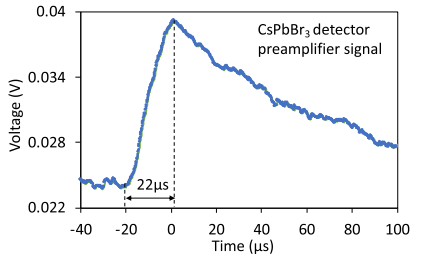 0.04
CsPbBr3 detector
preamplifier signal
0.034
Voltage (V)
0.028
22µs
0.022
-40 -20 0 20 40 60 80 100
Time (µs)